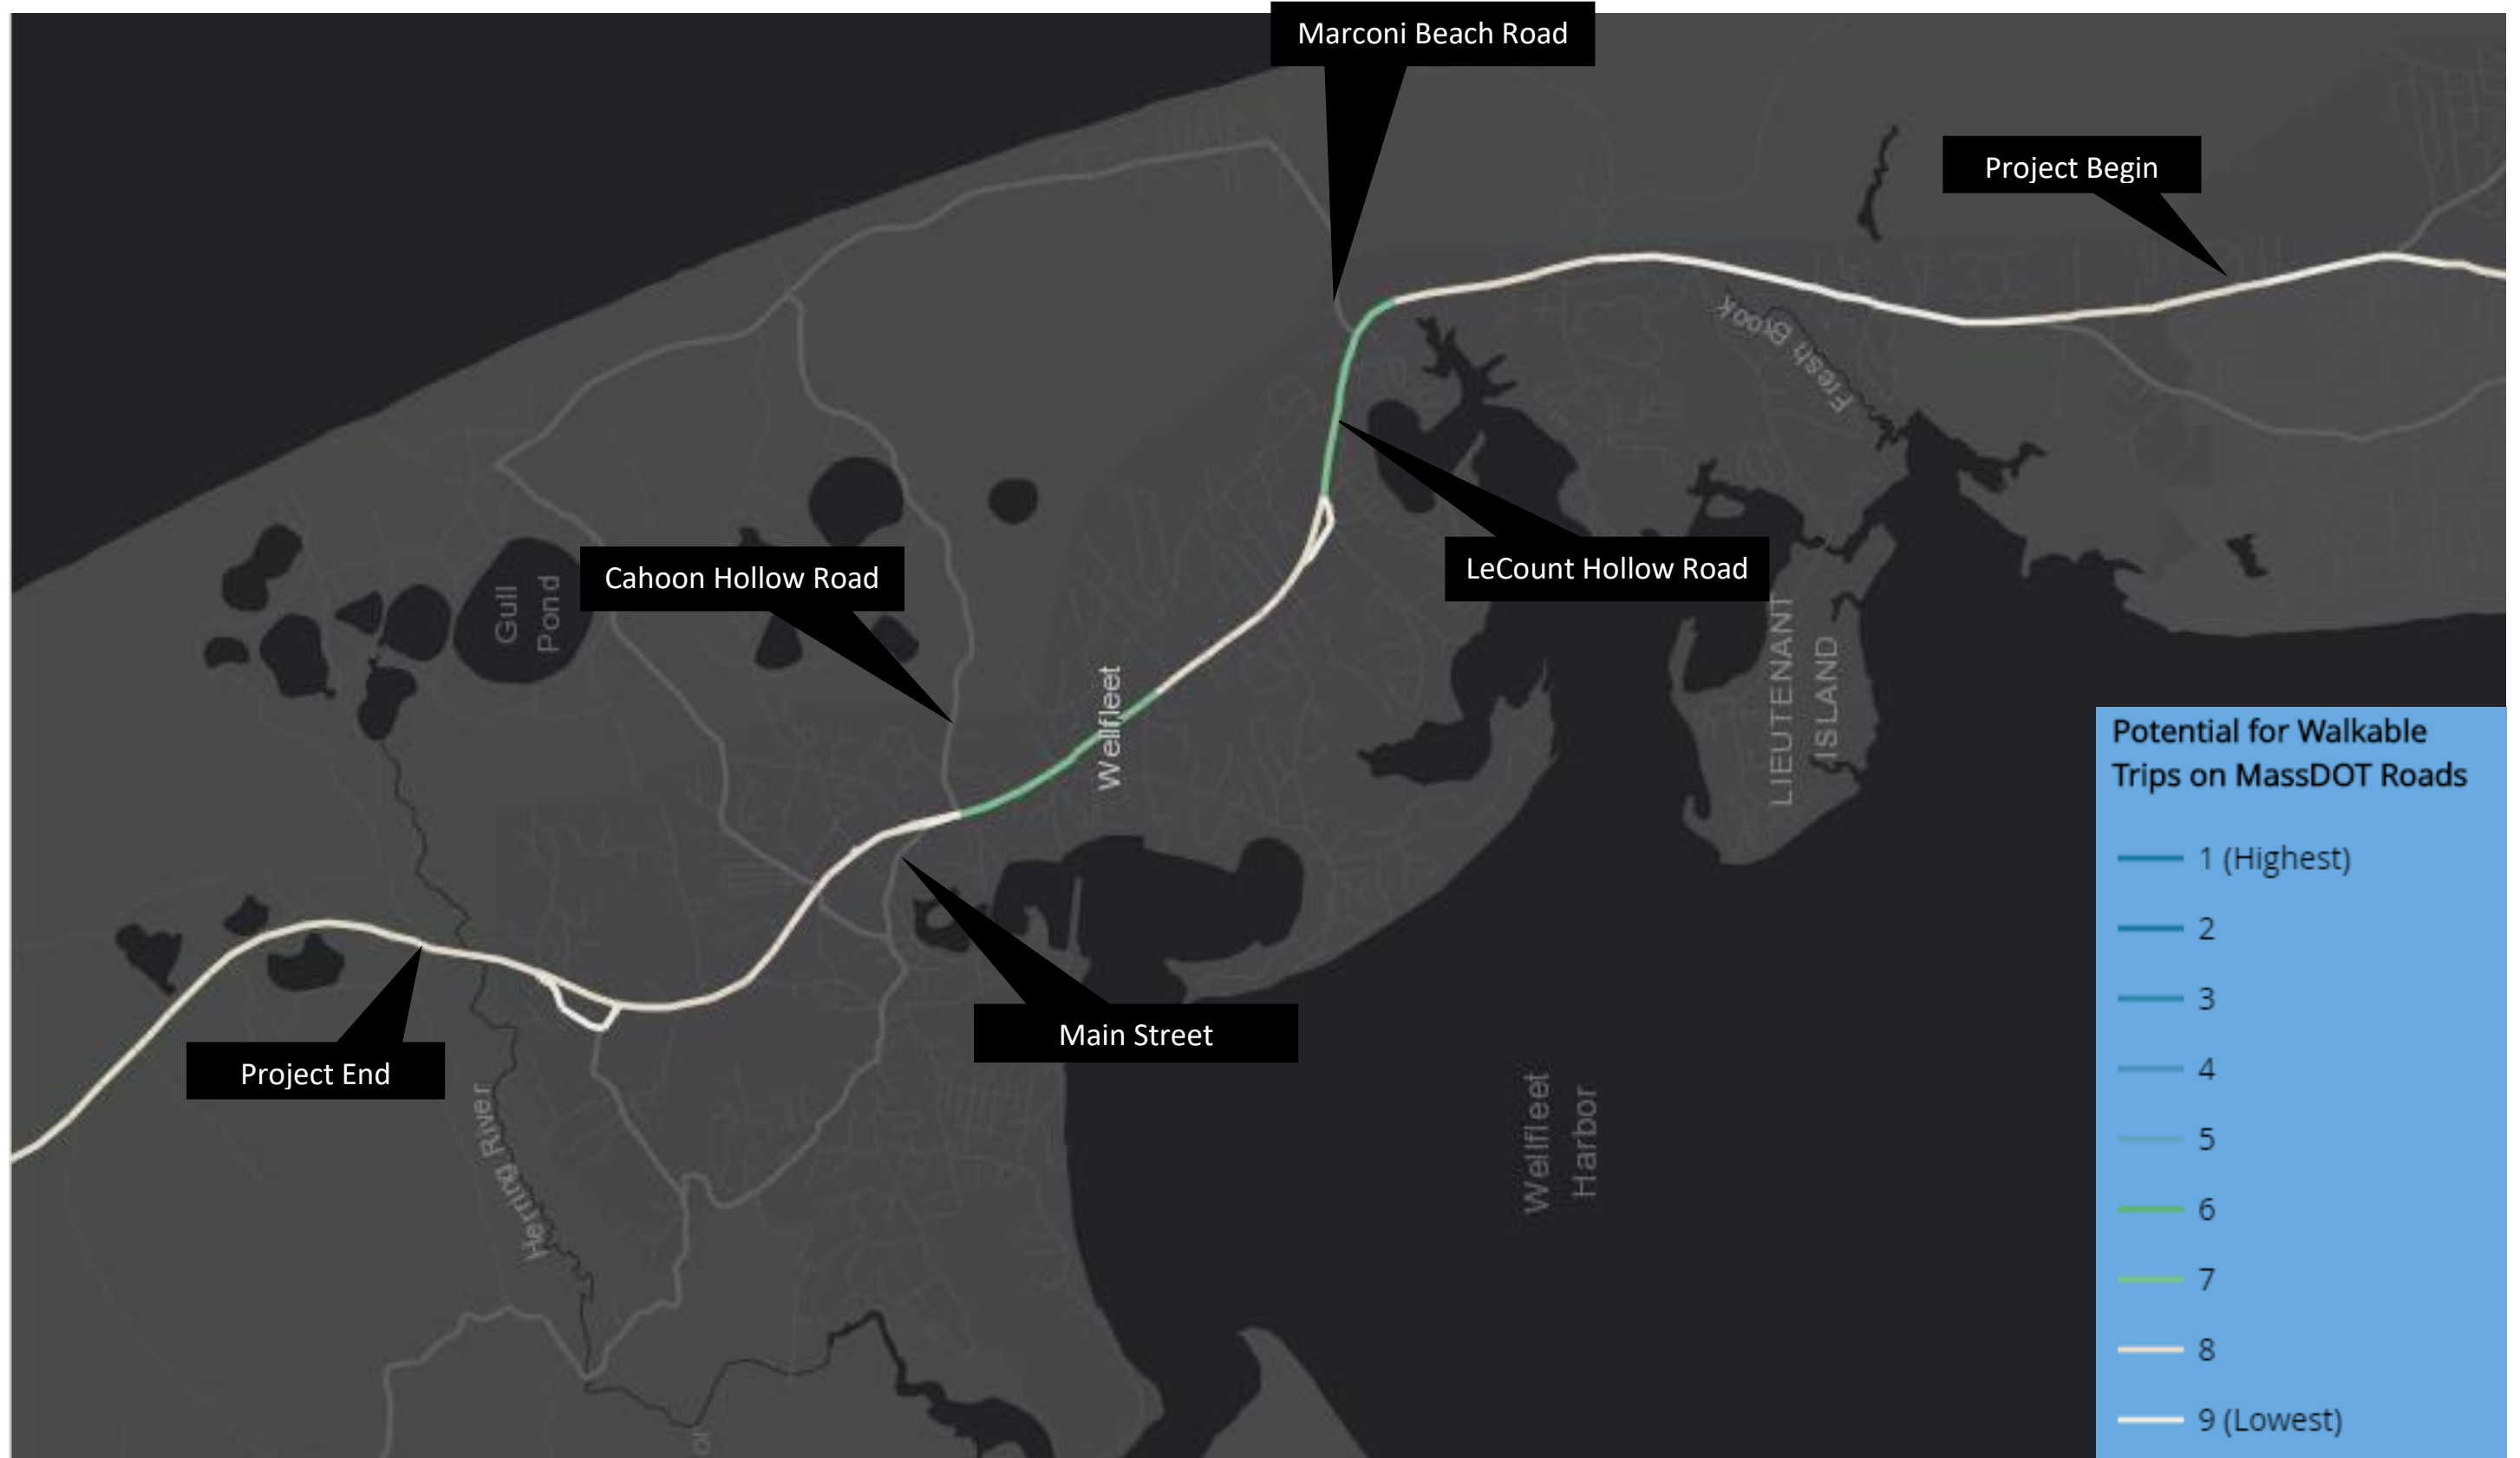 Marconi Beach Road
Project Begin
Fresh Brook
Cahoon Hollow Road
LeCount Hollow Road
Gull
Pond
Wellfleet
LIEUTENANT
ISLAND
Potential for Walkable
Trips on MassDOT Roads
1 (Highest)
2
3
4
5
6
7
8
9 (Lowest)
Main Street
Project End
Herring River
Wellfleet
Harbor